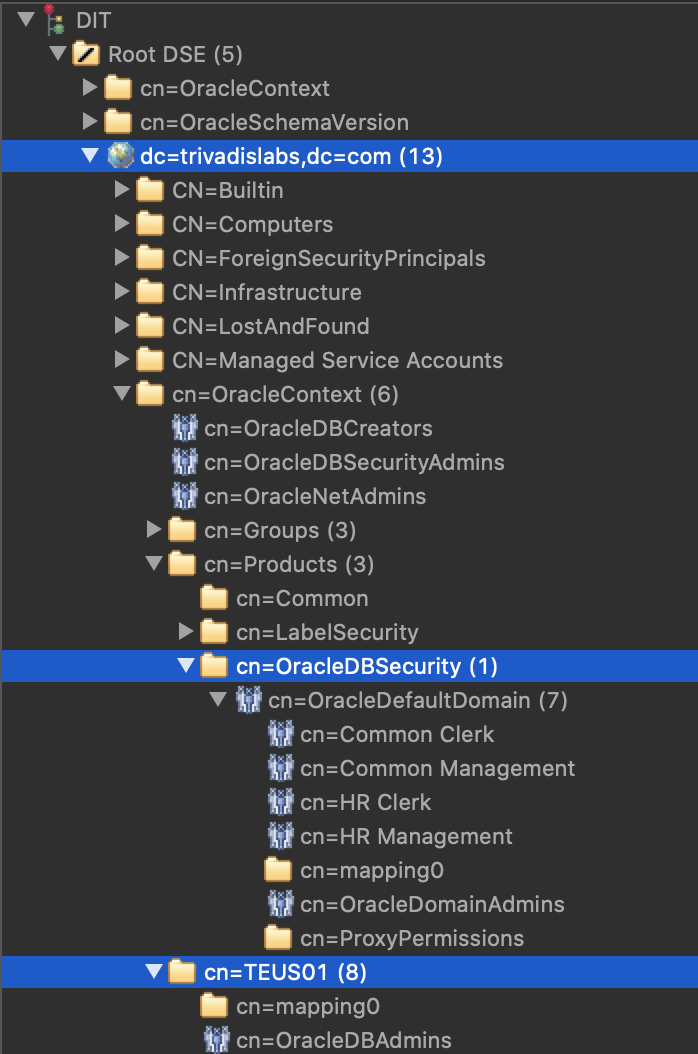 DIT
Root DSE (5)
cn=OracleContext
cn=OracleSchemaVersion
dc=trivadislabs,dc=com (13)
CN=Builtin
CN=Computers
CN=ForeignSecurityPrincipals
CN=Infrastructure
CN=LostAndFound
CN=Managed Service Accounts
cn=OracleContext (6)
cn=OracleDBCreators
cn=OracleDBSecurityAdmins
cn=OracleNetAdmins
cn=Groups (3)
cn=Products (3)
cn=Common
cn=LabelSecurity
cn=OracleDBSecurity (1)
cn=OracleDefaultDomain (7)
cn=Common Clerk
cn=Common Management
cn=HR Clerk
cn=HR Management
cn=mapping0
cn=OracleDomainAdmins
cn=ProxyPermissions
cn=TEUS01 (8)
cn=mapping0
cn=OracleDBAdmins